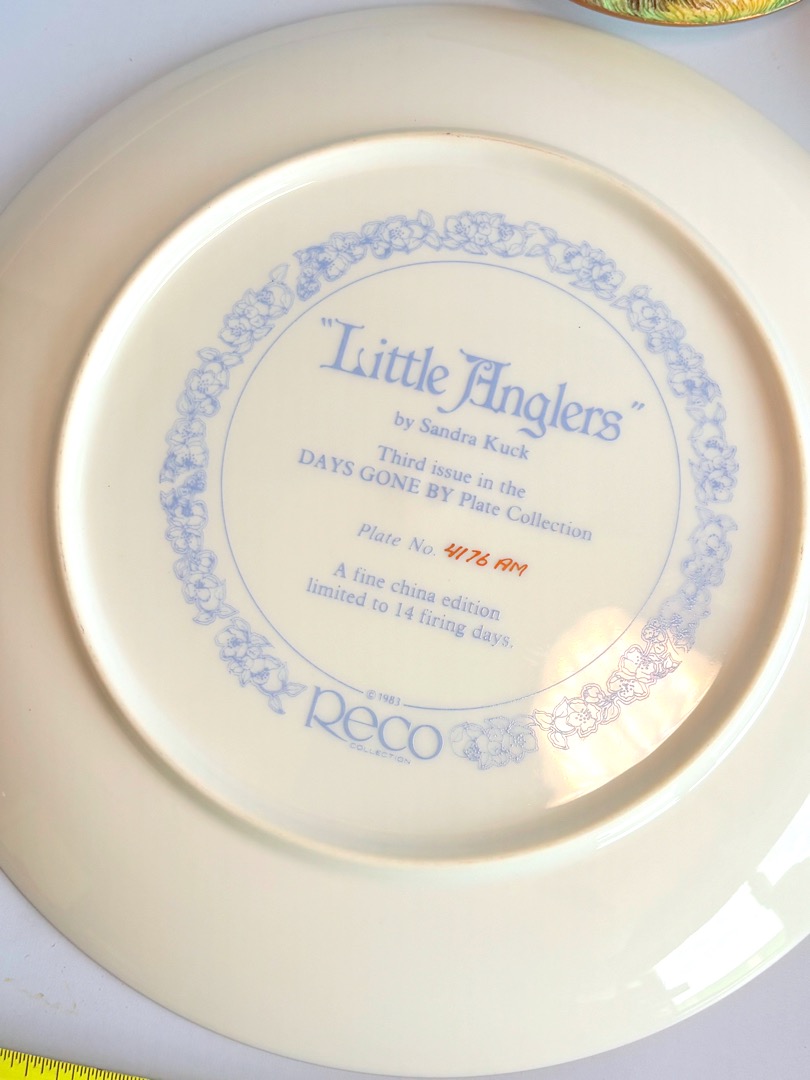 "Little Anglers"
by Sandra Kuck
Third issue in the
DAYS GONE BY Plate Collection
Plate No. 4176 AM
A fine china edition
limited to 14 firing days.
© 1983
Reco
COLLECTION